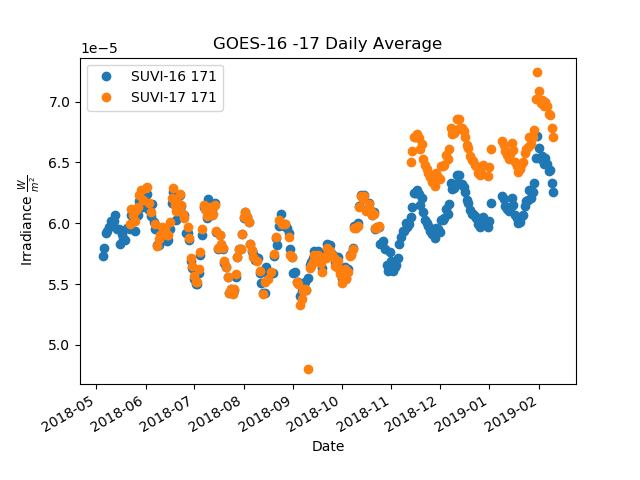 GOES-16 -17 Daily Average
1e−5
SUVI-16 171
SUVI-17 171
7.0
6.5
6.0
5.5
5.0
Irradiance W/m²
2018-05
2018-06
2018-07
2018-08
2018-09
2018-10
2018-11
2018-12
2019-01
2019-02
Date